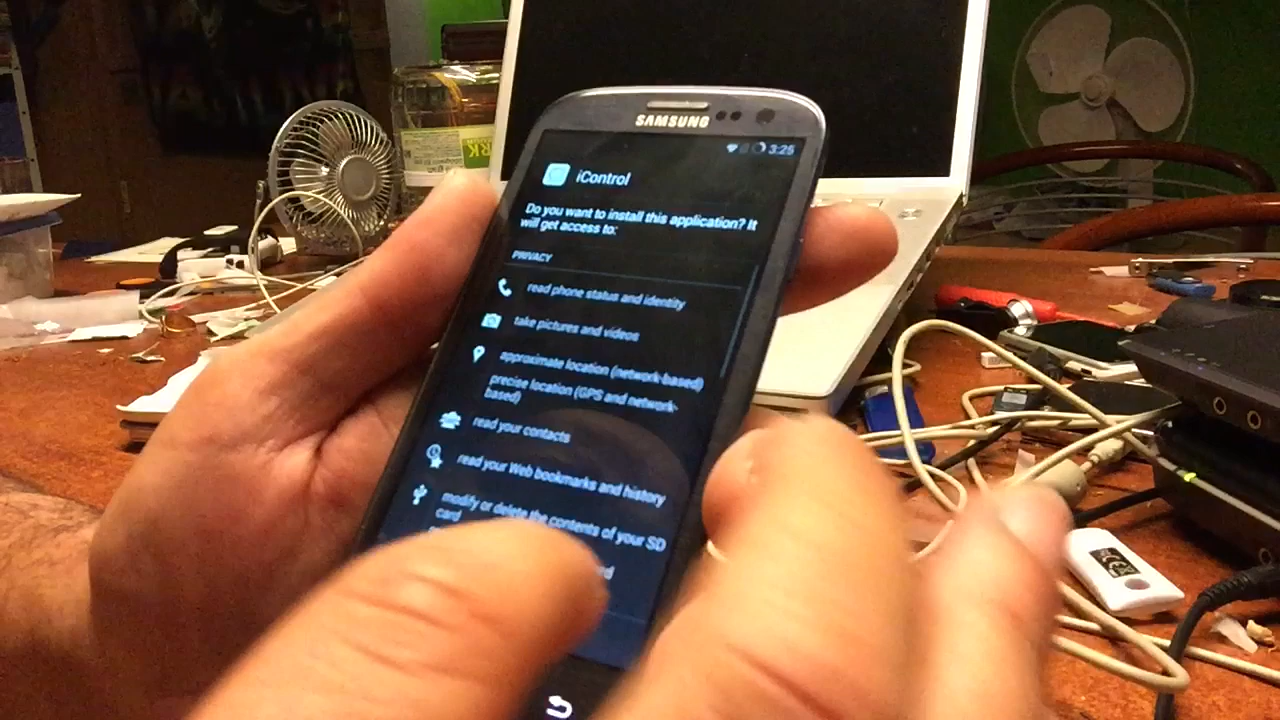 SAMSUNG
3:25
iControl
Do you want to install this application? It
will get access to:
PRIVACY
read phone status and identity
take pictures and videos
approximate location (network-based)
precise location (GPS and network-
based)
read your contacts
read your Web bookmarks and history
modify or delete the contents of your SD
card
RK